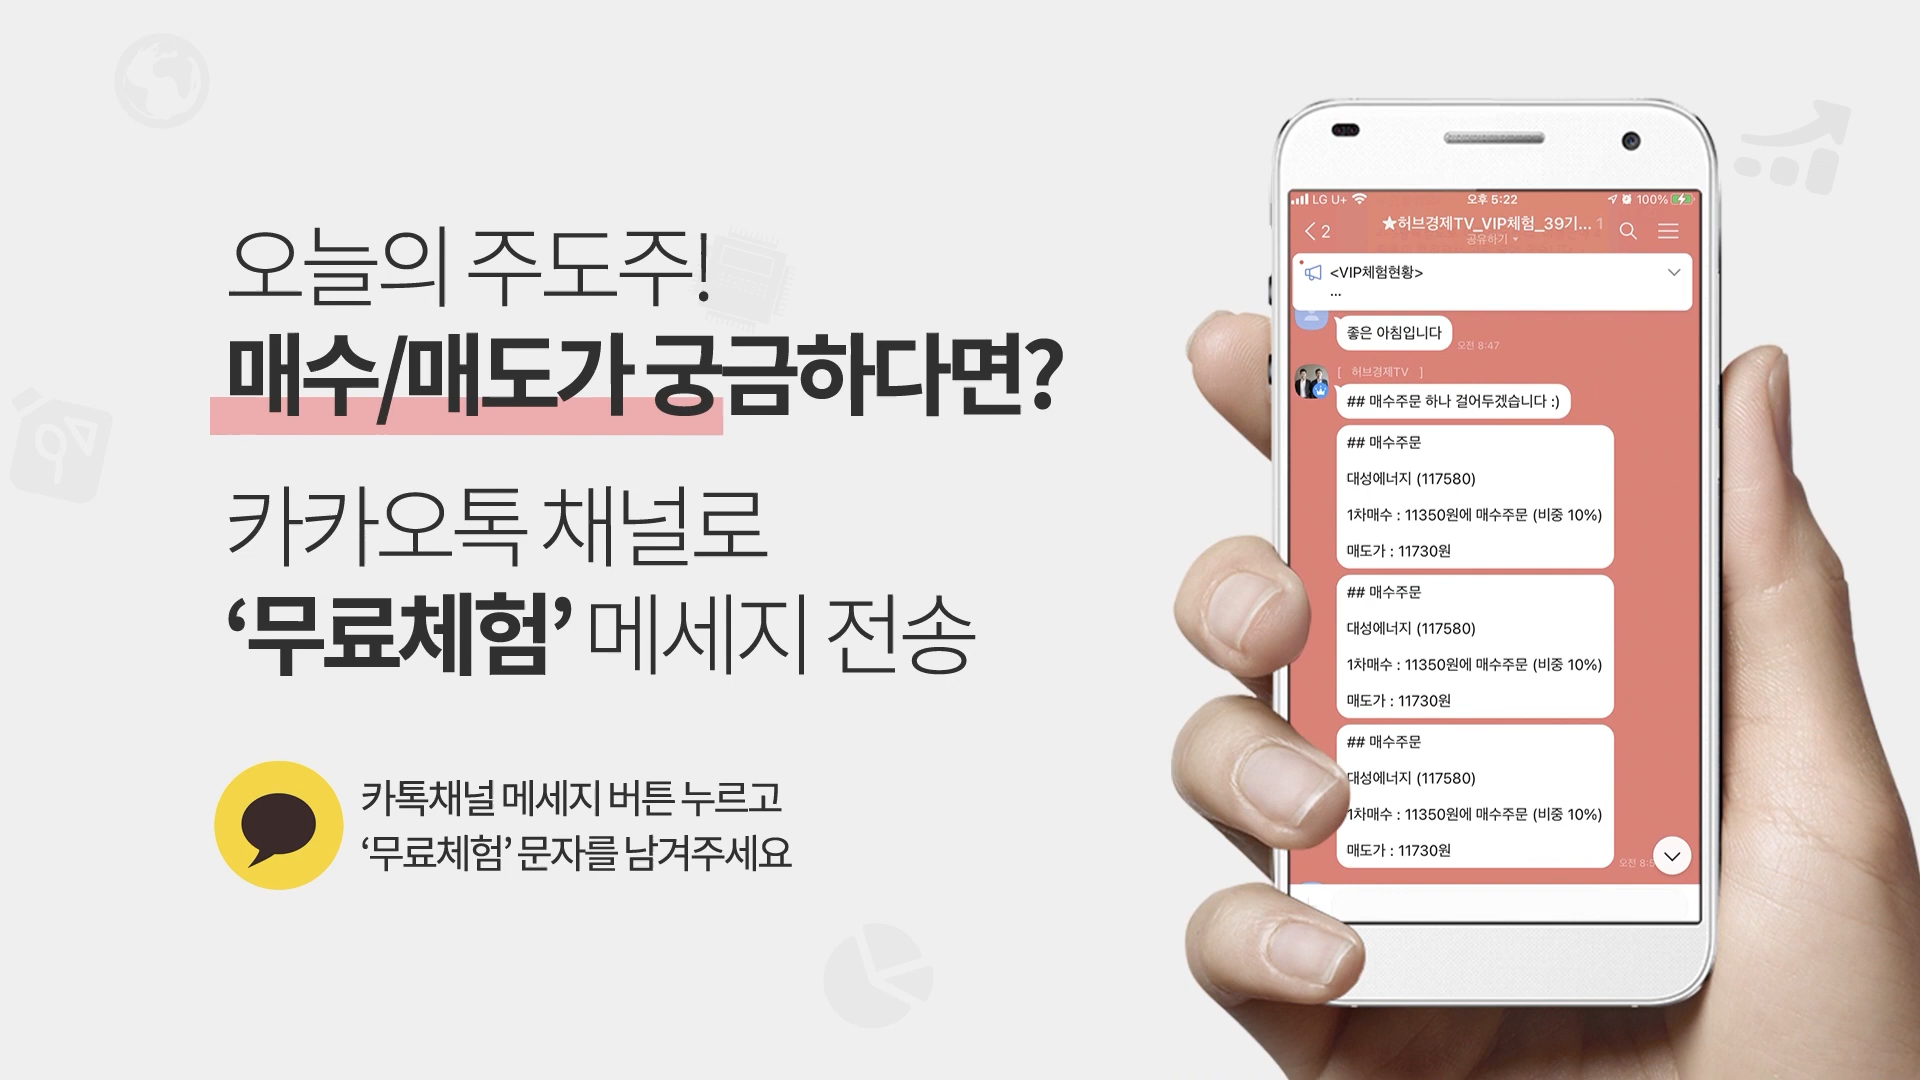 오늘의 주도주!
매수/매도가 궁금하다면?
카카오톡 채널로
‘무료체험’ 메세지 전송
카톡채널 메세지 버튼 누르고
‘무료체험’ 문자를 남겨주세요
LG U+ 오후 5:22 100%
2 ★허브경제TV_VIP체험_39기... 1
공유하기
<VIP체험현황>
...
좋은 아침입니다
오전 8:47
[ 허브경제TV ]
## 매수주문 하나 걸어두겠습니다 :)
## 매수주문
대성에너지 (117580)
1차매수 : 11350원에 매수주문 (비중 10%)
매도가 : 11730원
## 매수주문
대성에너지 (117580)
1차매수 : 11350원에 매수주문 (비중 10%)
매도가 : 11730원
## 매수주문
대성에너지 (117580)
1차매수 : 11350원에 매수주문 (비중 10%)
매도가 : 11730원
오전